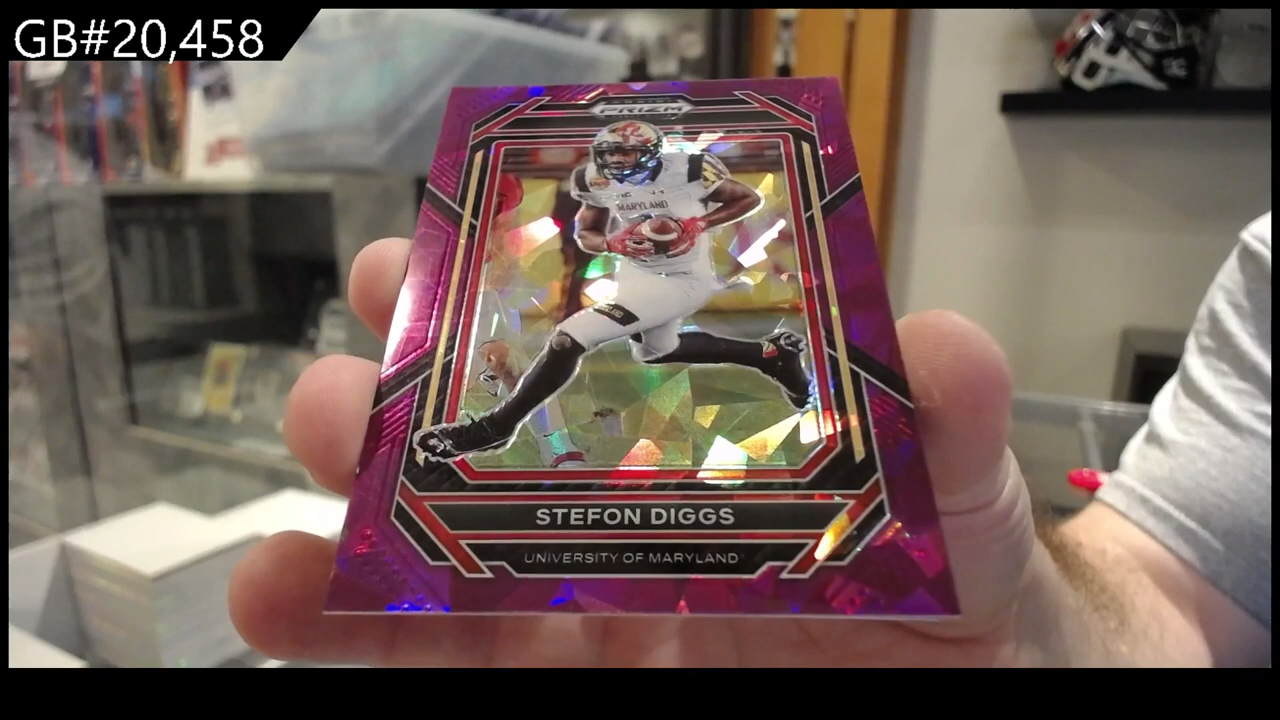 GB#20,458
PRIZM
MARYLAND
STEFON DIGGS
UNIVERSITY OF MARYLAND